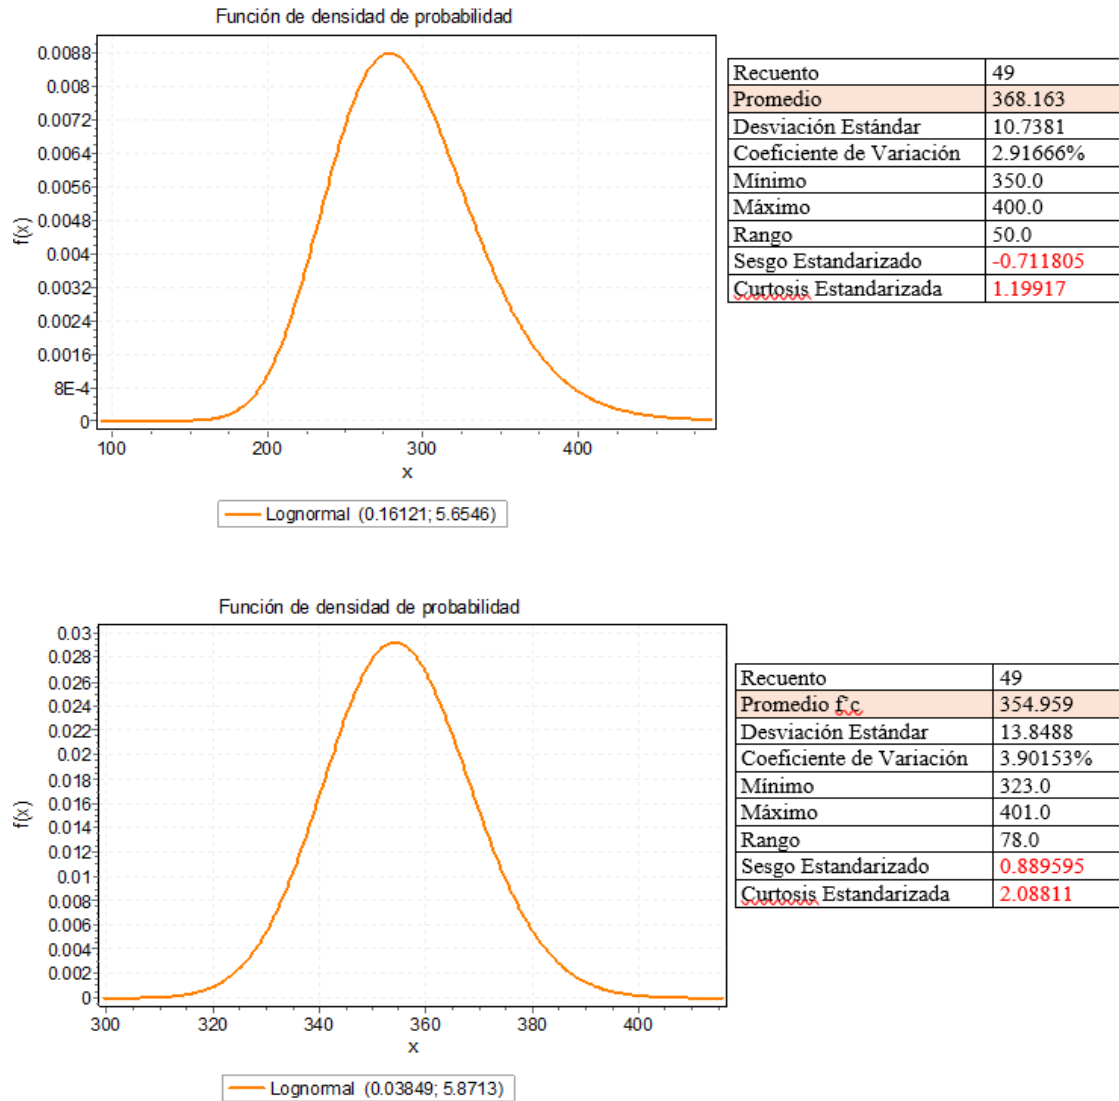 Función de densidad de probabilidad
0.0088
0.008
0.0072
0.0064
0.0056
0.0048
0.004
0.0032
0.0024
0.0016
8E-4
0
f(x)
100 200 300 400
x
Lognormal (0.16121; 5.6546)
Recuento 49
Promedio 368.163
Desviación Estándar 10.7381
Coeficiente de Variación 2.91666%
Mínimo 350.0
Máximo 400.0
Rango 50.0
Sesgo Estandarizado -0.711805
Curtosis Estandarizada 1.19917
Función de densidad de probabilidad
0.03
0.028
0.026
0.024
0.022
0.02
0.018
0.016
0.014
0.012
0.01
0.008
0.006
0.004
0.002
0
f(x)
300 320 340 360 380 400
x
Lognormal (0.03849; 5.8713)
Recuento 49
Promedio f'c 354.959
Desviación Estándar 13.8488
Coeficiente de Variación 3.90153%
Mínimo 323.0
Máximo 401.0
Rango 78.0
Sesgo Estandarizado 0.889595
Curtosis Estandarizada 2.08811